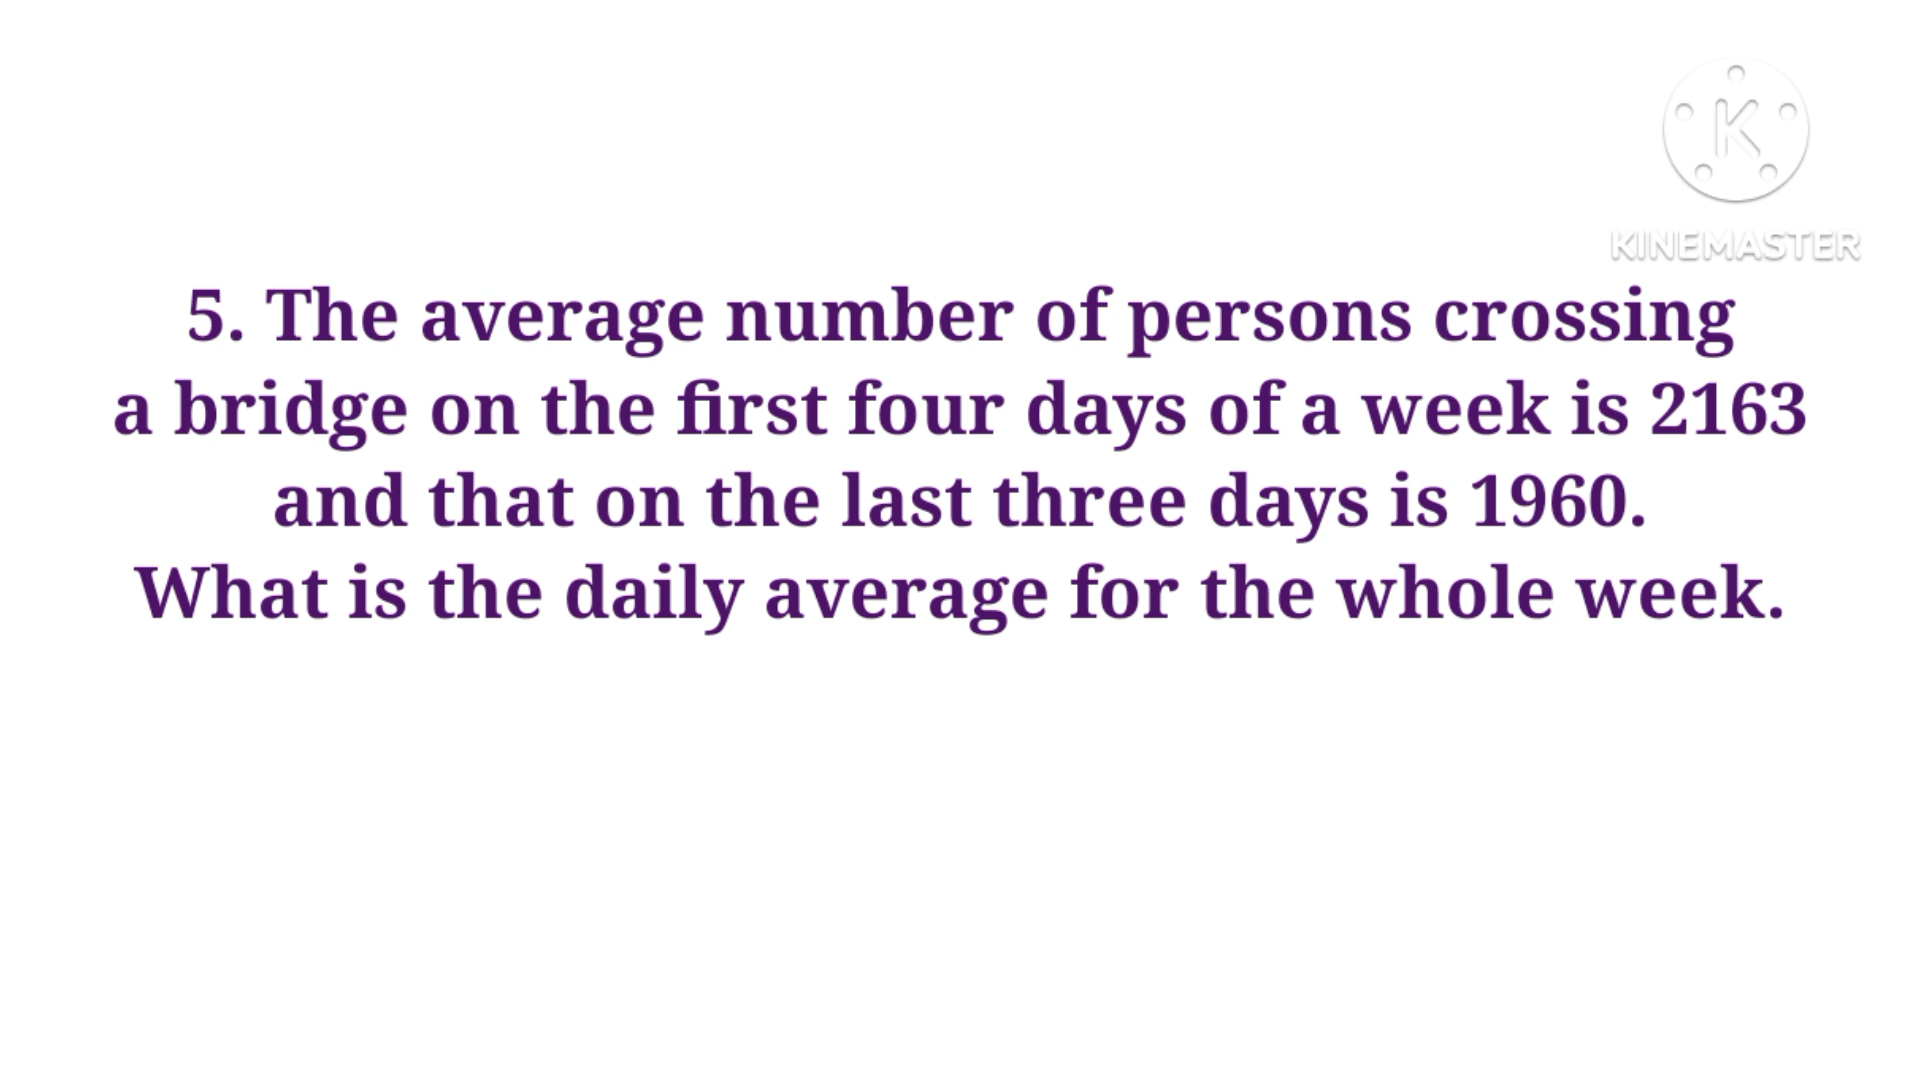 K
KINEMASTER
5. The average number of persons crossing
a bridge on the first four days of a week is 2163
and that on the last three days is 1960.
What is the daily average for the whole week.